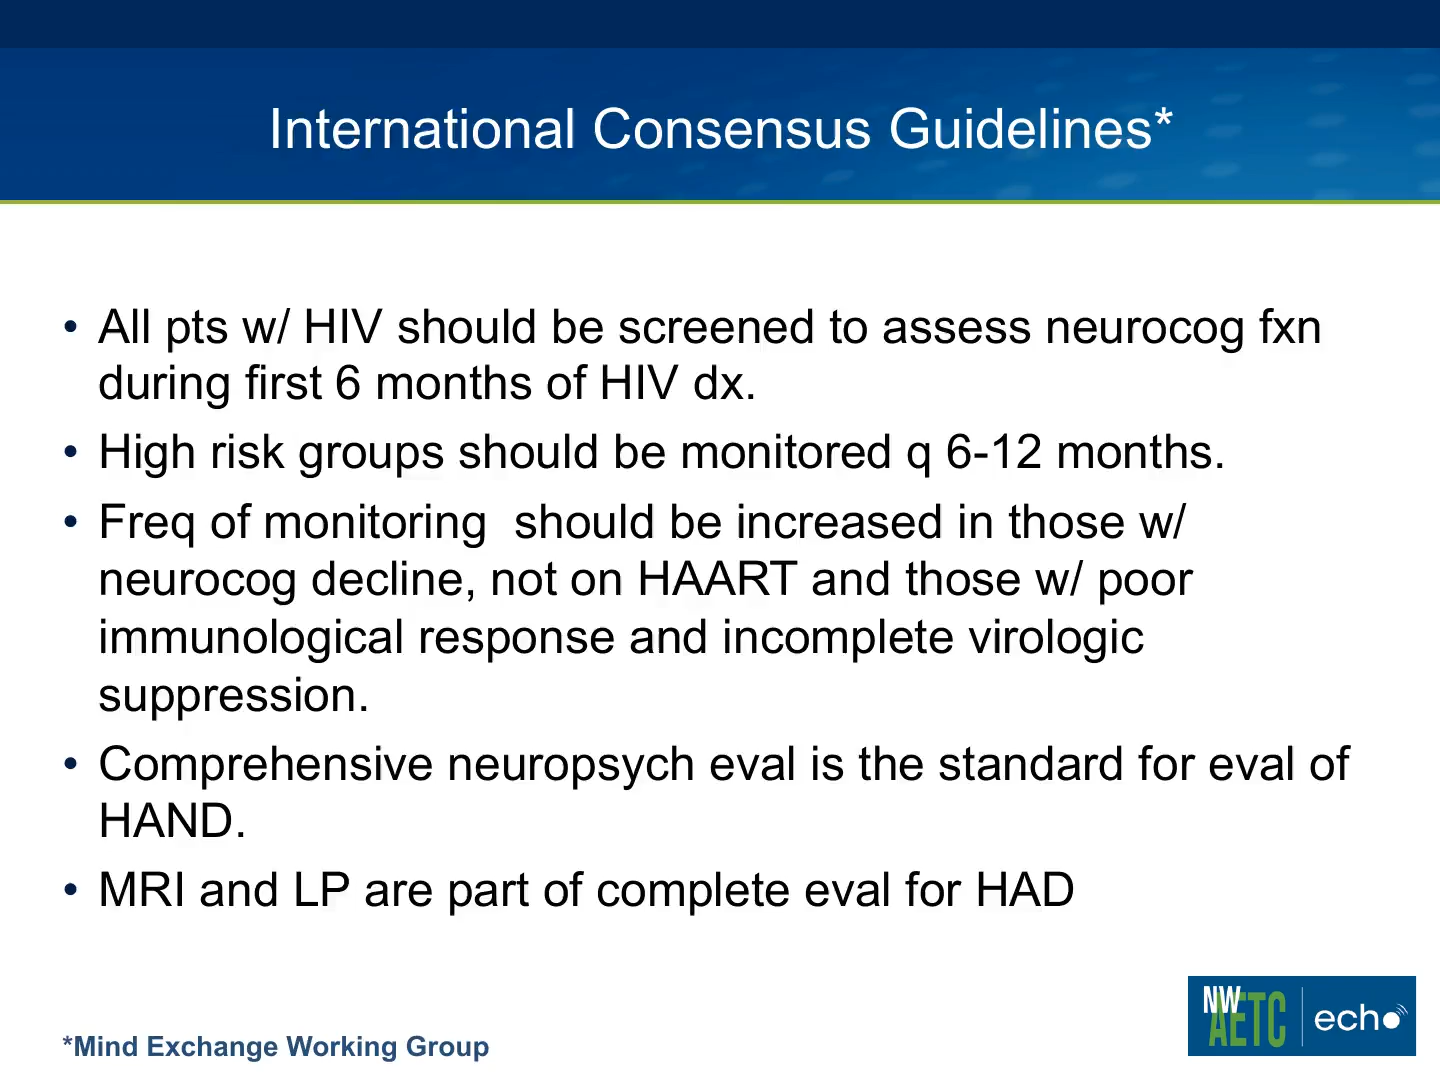 International Consensus Guidelines*
• All pts w/ HIV should be screened to assess neurocog fxn
during first 6 months of HIV dx.
• High risk groups should be monitored q 6-12 months.
• Freq of monitoring  should be increased in those w/
neurocog decline, not on HAART and those w/ poor
immunological response and incomplete virologic
suppression.
• Comprehensive neuropsych eval is the standard for eval of
HAND.
• MRI and LP are part of complete eval for HAD
*Mind Exchange Working Group
NW
AETC
echo